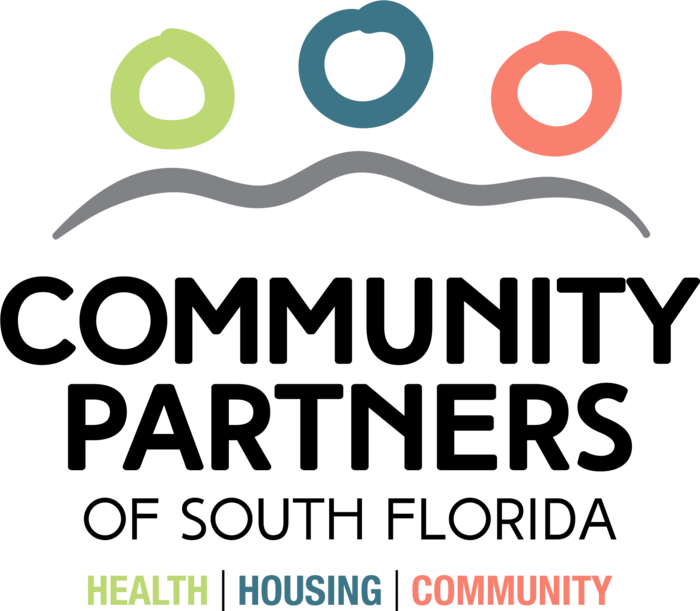 COMMUNITY
PARTNERS
OF SOUTH FLORIDA
HEALTH | HOUSING | COMMUNITY